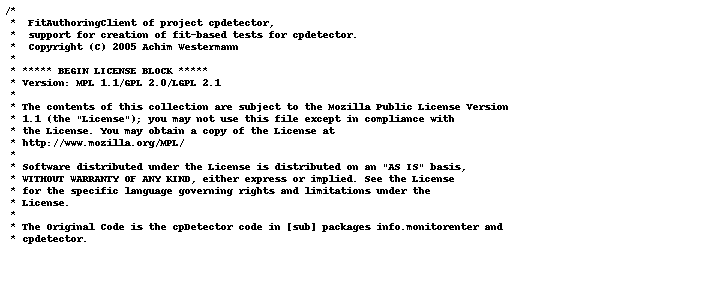 /*
 *  FitAuthoringClient of project cpdetector,
 *  support for creation of fit-based tests for cpdetector.
 *  Copyright (C) 2005 Achim Westermann
 *
 * ***** BEGIN LICENSE BLOCK *****
 * Version: MPL 1.1/GPL 2.0/LGPL 2.1
 *
 * The contents of this collection are subject to the Mozilla Public License Version
 * 1.1 (the "License"); you may not use this file except in compliance with
 * the License. You may obtain a copy of the License at
 * http://www.mozilla.org/MPL/
 *
 * Software distributed under the License is distributed on an "AS IS" basis,
 * WITHOUT WARRANTY OF ANY KIND, either express or implied. See the License
 * for the specific language governing rights and limitations under the
 * License.
 *
 * The Original Code is the cpDetector code in [sub] packages info.monitorenter and
 * cpdetector.